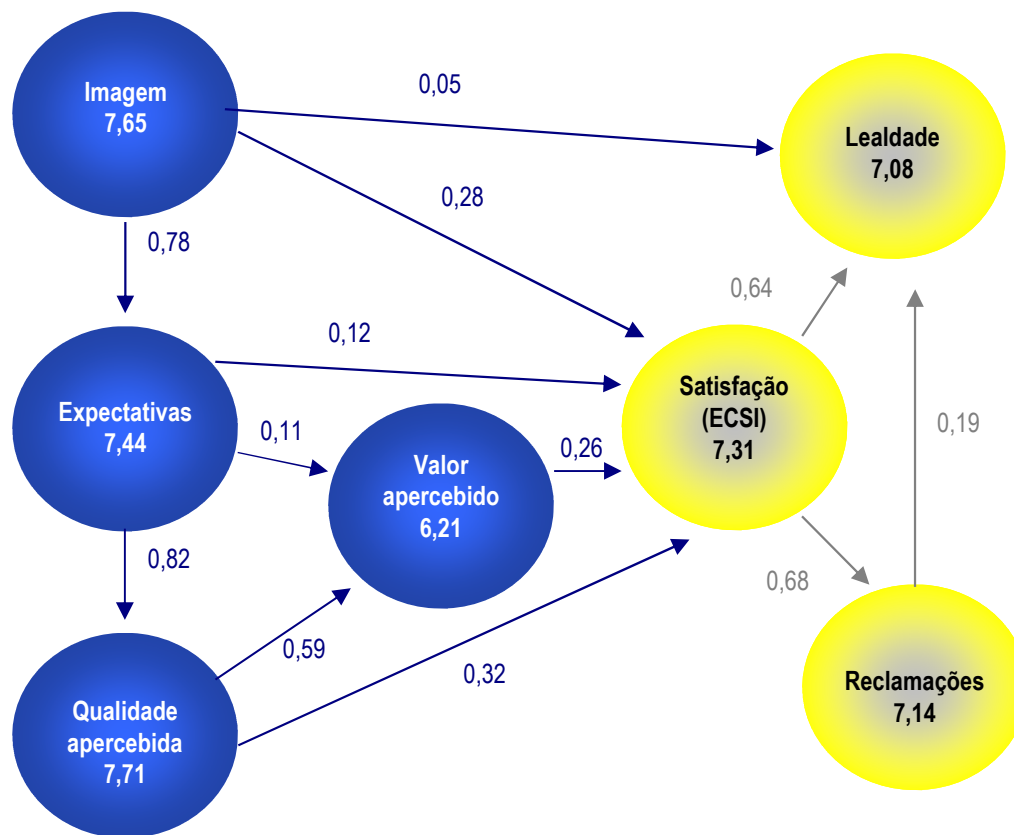 Imagem
7,65
0,05
Lealdade
7,08
0,28
0,78
0,64
0,12
Expectativas
7,44
Satisfação
(ECSI)
7,31
0,11
0,26
0,19
Valor
apercebido
6,21
0,82
0,68
0,59
0,32
Qualidade
apercebida
7,71
Reclamações
7,14